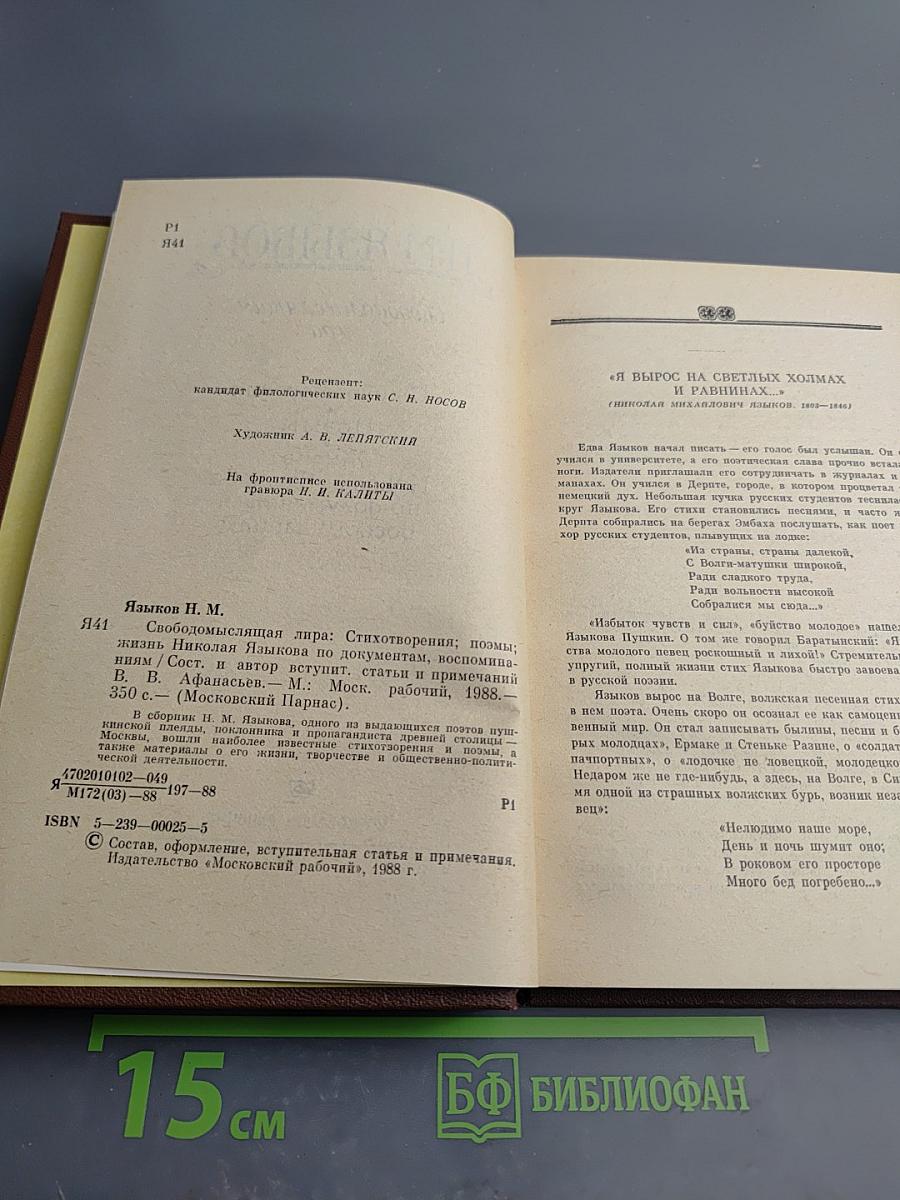 Р1
Я41
Рецензент:
кандидат филологических наук С. Н. НОСОВ
Художник А. В. ЛЕПЯТСКИЙ
На фронтисписе использована
гравюра Н. И. КАЛИТЫ
Языков Н. М.
Я41 Свободомыслящая лира: Стихотворения; поэмы;
жизнь Николая Языкова по документам, воспомина-
ниям / Сост. и автор вступит. статьи и примечаний
В. В. Афанасьев.— М.: Моск. рабочий, 1988.—
350 с.— (Московский Парнас).
В сборник Н. М. Языкова, одного из выдающихся поэтов пуш-
кинской плеяды, поклонника и пропагандиста древней столицы —
Москвы, вошли наиболее известные стихотворения и поэмы, а
также материалы о его жизни, творчестве и общественно-полити-
ческой деятельности.
Я 4702010102—049
М172(03)—88 197—88
Р1
ISBN 5—239—00025—5
© Состав, оформление, вступительная статья и примечания.
Издательство «Московский рабочий», 1988 г.
«Я ВЫРОС НА СВЕТЛЫХ ХОЛМАХ
И РАВНИНАХ...»
(НИКОЛАЙ МИХАЙЛОВИЧ ЯЗЫКОВ. 1803—1846)
Едва Языков начал писать — его голос был услышан. Он
учился в университете, а его поэтическая слава прочно встала
ноги. Издатели приглашали его сотрудничать в журналах и
манахах. Он учился в Дерпте, городе, в котором процветал
немецкий дух. Небольшая кучка русских студентов теснилась
круг Языкова. Его стихи становились песнями, и часто
Дерпта собирались на берегах Эмбаха послушать, как поет
хор русских студентов, плывущих на лодке:
«Из страны, страны далекой,
С Волги-матушки широкой,
Ради сладкого труда,
Ради вольности высокой
Собралися мы сюда...»
«Избыток чувств и сил», «буйство молодое»
Языкова Пушкин. О том же говорил Баратынский:
ства молодого певец роскошный и лихой!»
упругий, полный жизни стих Языкова быстро
в русской поэзии.
Языков вырос на Волге, волжская песенная
в нем поэта. Очень скоро он осознал ее как
венный мир. Он стал записывать былины, песни и
рых молодцах», Ермаке и Стеньке Разине, о
пачпортных», о «лодочке не ловецкой,
Недаром же не где-нибудь, а здесь, на Волге, в
мя одной из страшных волжских бурь, возник
вец»:
«Нелюдимо наше море,
День и ночь шумит оно;
В роковом его просторе
Много бед погребено...»
15 см
БФ БИБЛИОФАН